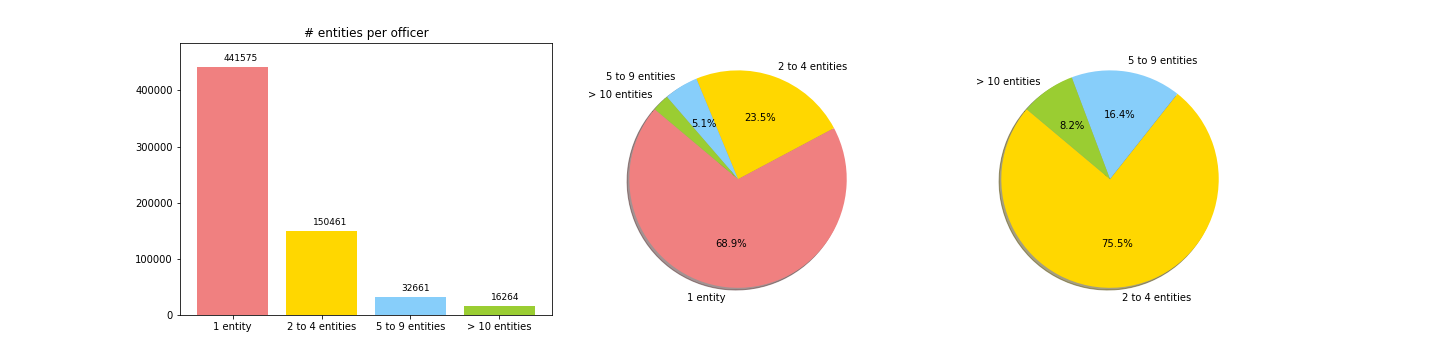 # entities per officer
441575
150461
32661
16264
400000
300000
200000
100000
0
1 entity
2 to 4 entities
5 to 9 entities
> 10 entities
2 to 4 entities
5 to 9 entities
> 10 entities
23.5%
5.1%
68.9%
1 entity
5 to 9 entities
> 10 entities
16.4%
8.2%
75.5%
2 to 4 entities